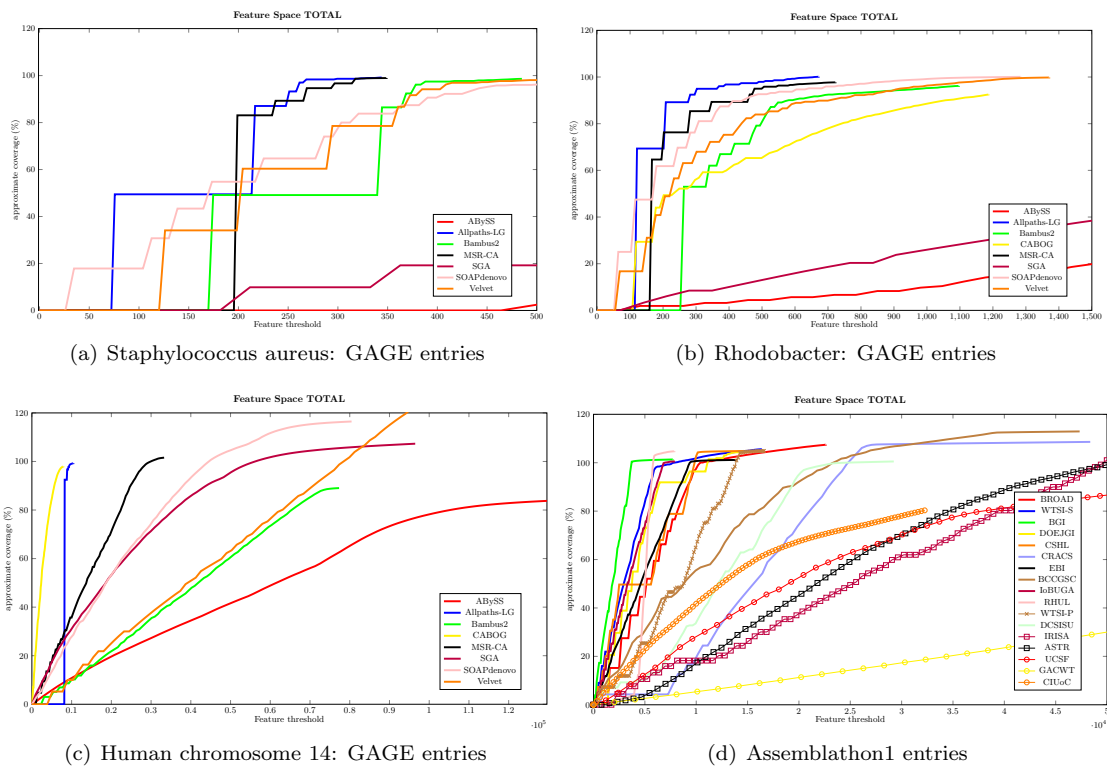 Feature Space TOTAL
approximate coverage (%)
120
100
80
60
40
20
0
ABySS
Allpaths-LG
Bambus2
MSR-CA
SGA
SOAPdenovo
Velvet
0 50 100 150 200 250 300 350 400 450 500
Feature threshold
(a) Staphylococcus aureus: GAGE entries
Feature Space TOTAL
approximate coverage (%)
120
100
80
60
40
20
0
ABySS
Allpaths-LG
Bambus2
CABOG
MSR-CA
SGA
SOAPdenovo
Velvet
0 100 200 300 400 500 600 700 800 900 1,000 1,100 1,200 1,300 1,400 1,500
Feature threshold
(b) Rhodobacter: GAGE entries
Feature Space TOTAL
approximate coverage (%)
120
100
80
60
40
20
0
ABySS
Allpaths-LG
Bambus2
CABOG
MSR-CA
SGA
SOAPdenovo
Velvet
0 0.1 0.2 0.3 0.4 0.5 0.6 0.7 0.8 0.9 1 1.1 1.2
Feature threshold
·10⁵
(c) Human chromosome 14: GAGE entries
Feature Space TOTAL
approximate coverage (%)
120
100
80
60
40
20
0
BROAD
WTSI-S
BGI
DOEJGI
CSHL
CRACS
EBI
BCCGSC
IoBUGA
RHUL
WTSI-P
DCSISU
IRISA
ASTR
UCSF
GACWT
CIUoC
0 0.5 1 1.5 2 2.5 3 3.5 4 4.5 5
Feature threshold
·10⁴
(d) Assemblathon1 entries